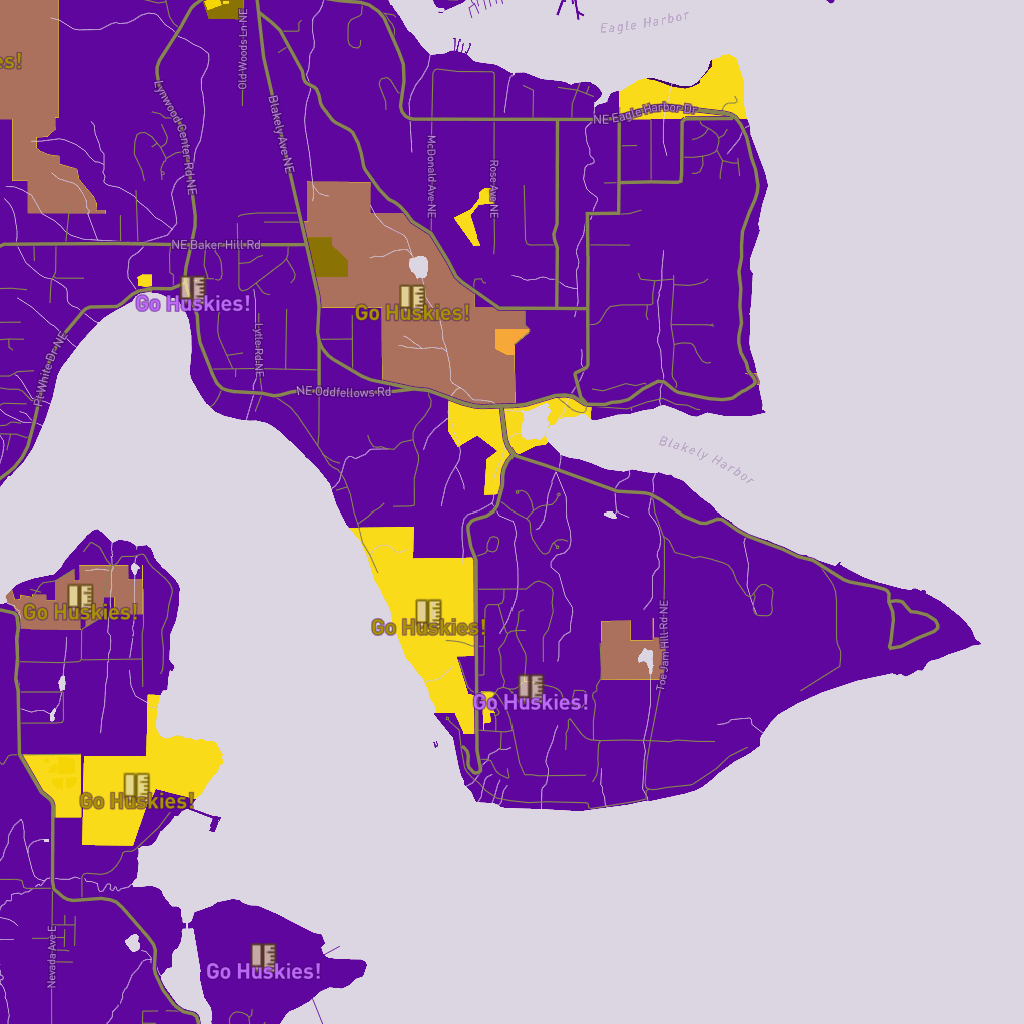 Eagle Harbor
Old Woods Ln NE
es!
NE Eagle Harbor Dr
Lynwood Center Rd NE
Blakely Ave NE
McDonald Ave NE
Rose Ave NE
NE Baker Hill Rd
Go Huskies!
Go Huskies!
Lytle Rd NE
Pt White Dr NE
NE Oddfellows Rd
Blakely Harbor
Go Huskies!
Go Huskies!
Toe Jam Hill Rd NE
Go Huskies!
Go Huskies!
Nevada Ave E
Go Huskies!